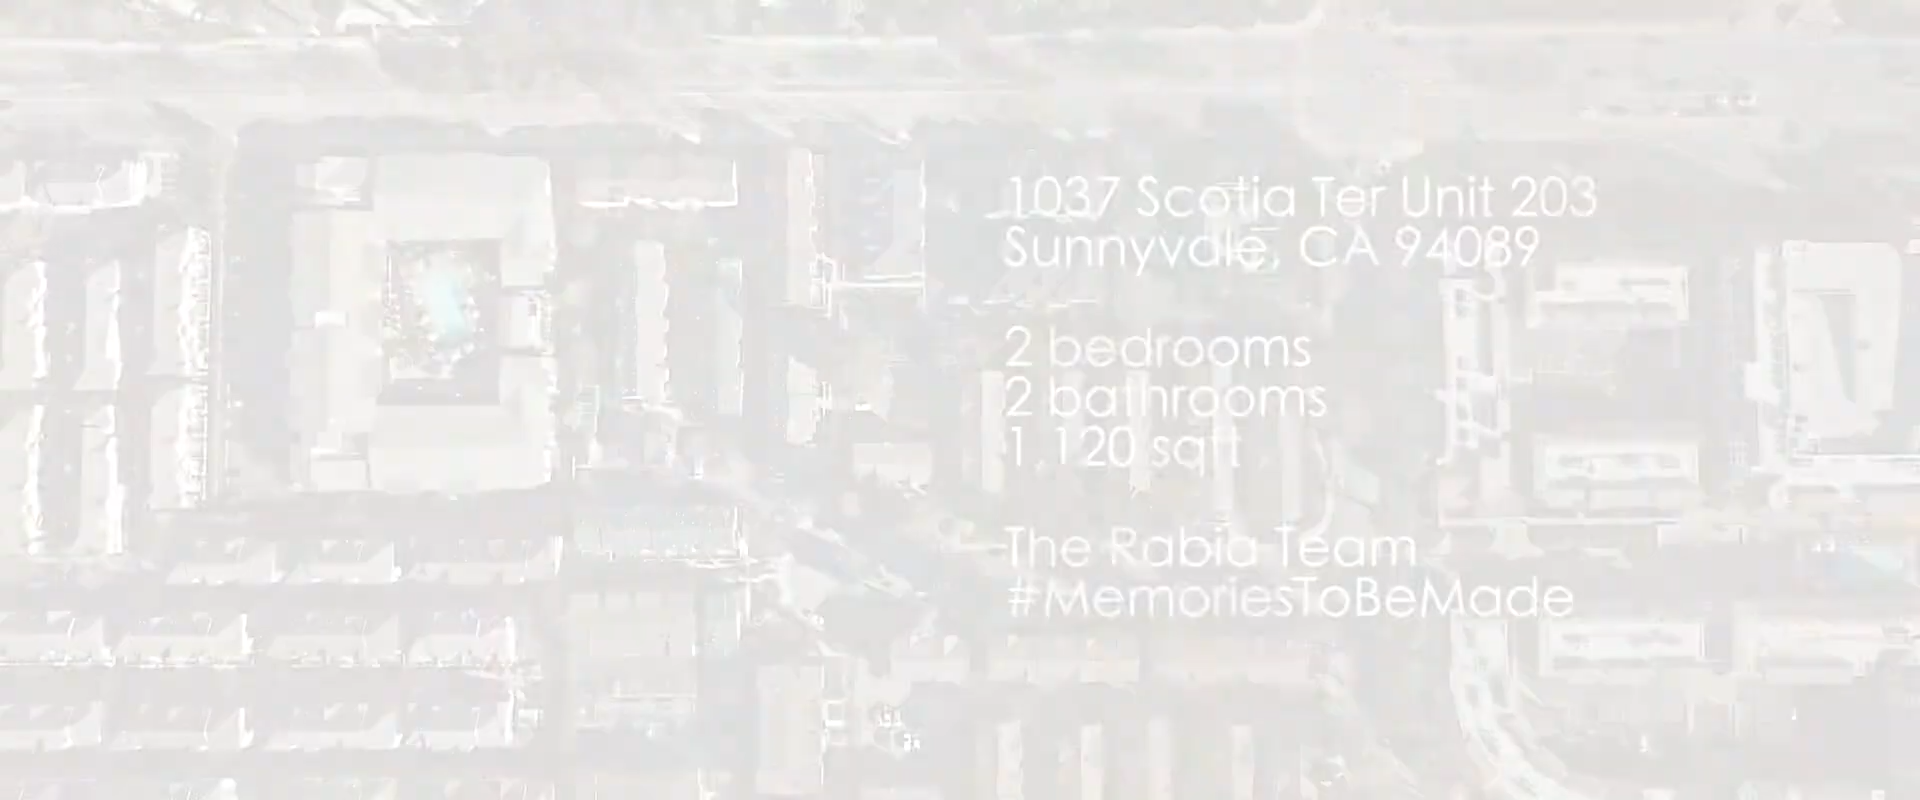 1037 Scotia Ter Unit 203
Sunnyvale, CA 94089
2 bedrooms
2 bathrooms
1,120 sqft
The Rabia Team
#MemoriesToBeMade